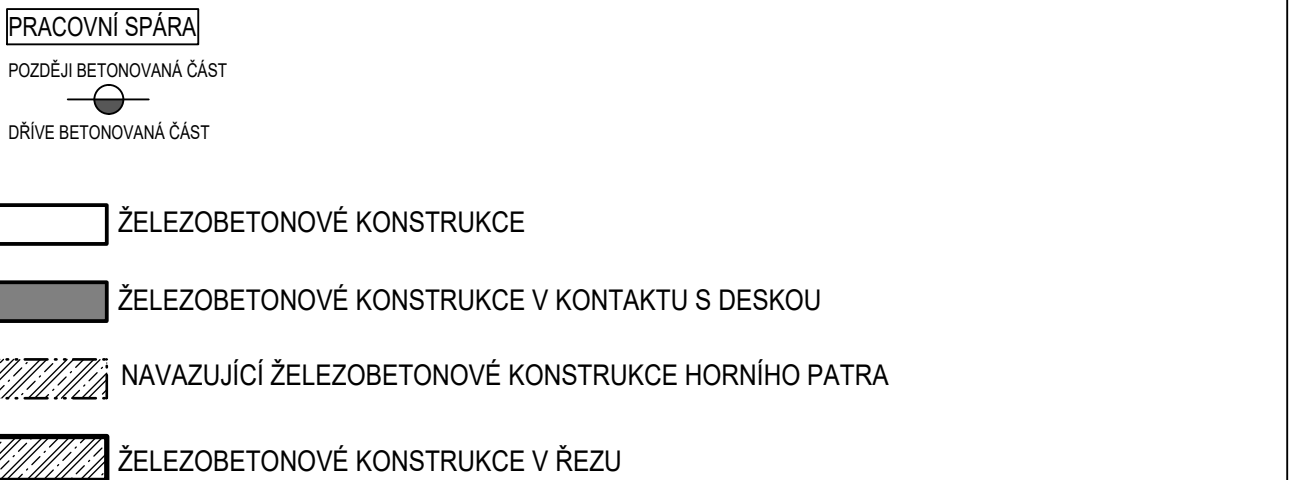 PRACOVNÍ SPÁRA
POZDĚJI BETONOVANÁ ČÁST
DŘÍVE BETONOVANÁ ČÁST
ŽELEZOBETONOVÉ KONSTRUKCE
ŽELEZOBETONOVÉ KONSTRUKCE V KONTAKTU S DESKOU
NAVAZUJÍCÍ ŽELEZOBETONOVÉ KONSTRUKCE HORNÍHO PATRA
ŽELEZOBETONOVÉ KONSTRUKCE V ŘEZU